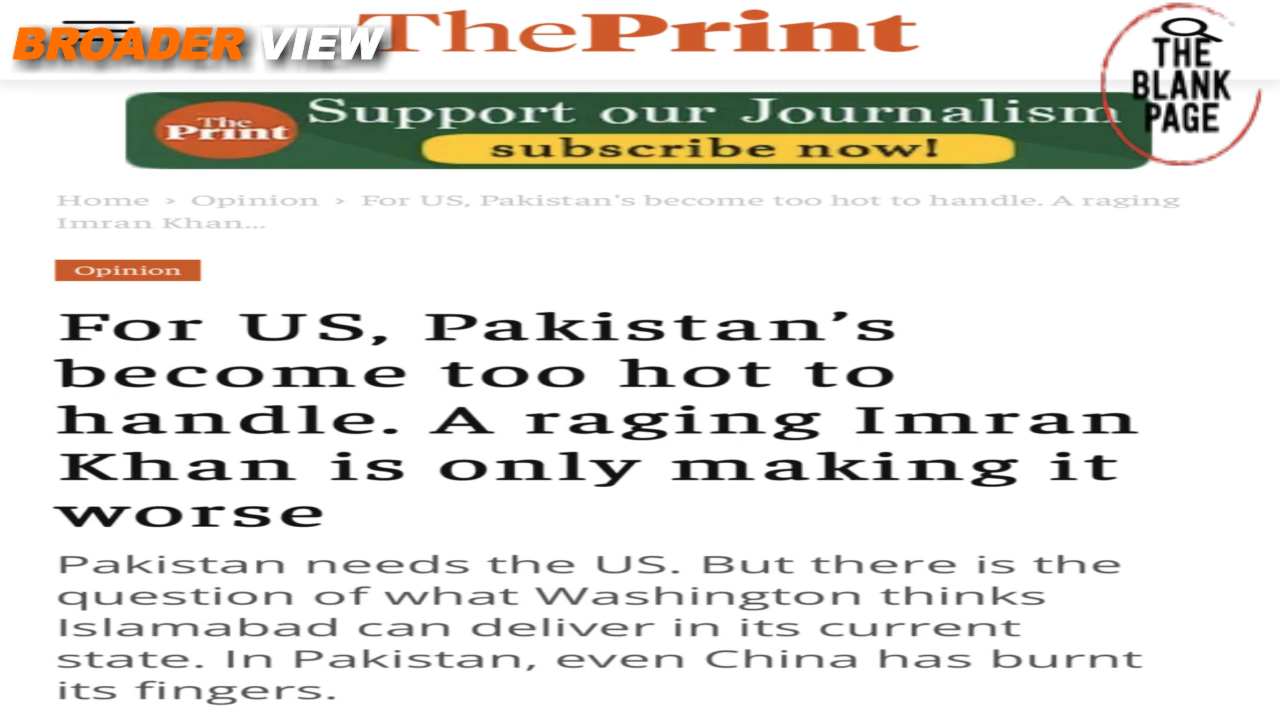 BROADER VIEW
ThePrint
THE
BLANK
PAGE
The
Print
Support our Journalism
subscribe now!
Home › Opinion › For US, Pakistan's become too hot to handle. A raging
Imran Khan...
Opinion
For US, Pakistan’s
become too hot to
handle. A raging Imran
Khan is only making it
worse
Pakistan needs the US. But there is the
question of what Washington thinks
Islamabad can deliver in its current
state. In Pakistan, even China has burnt
its fingers.